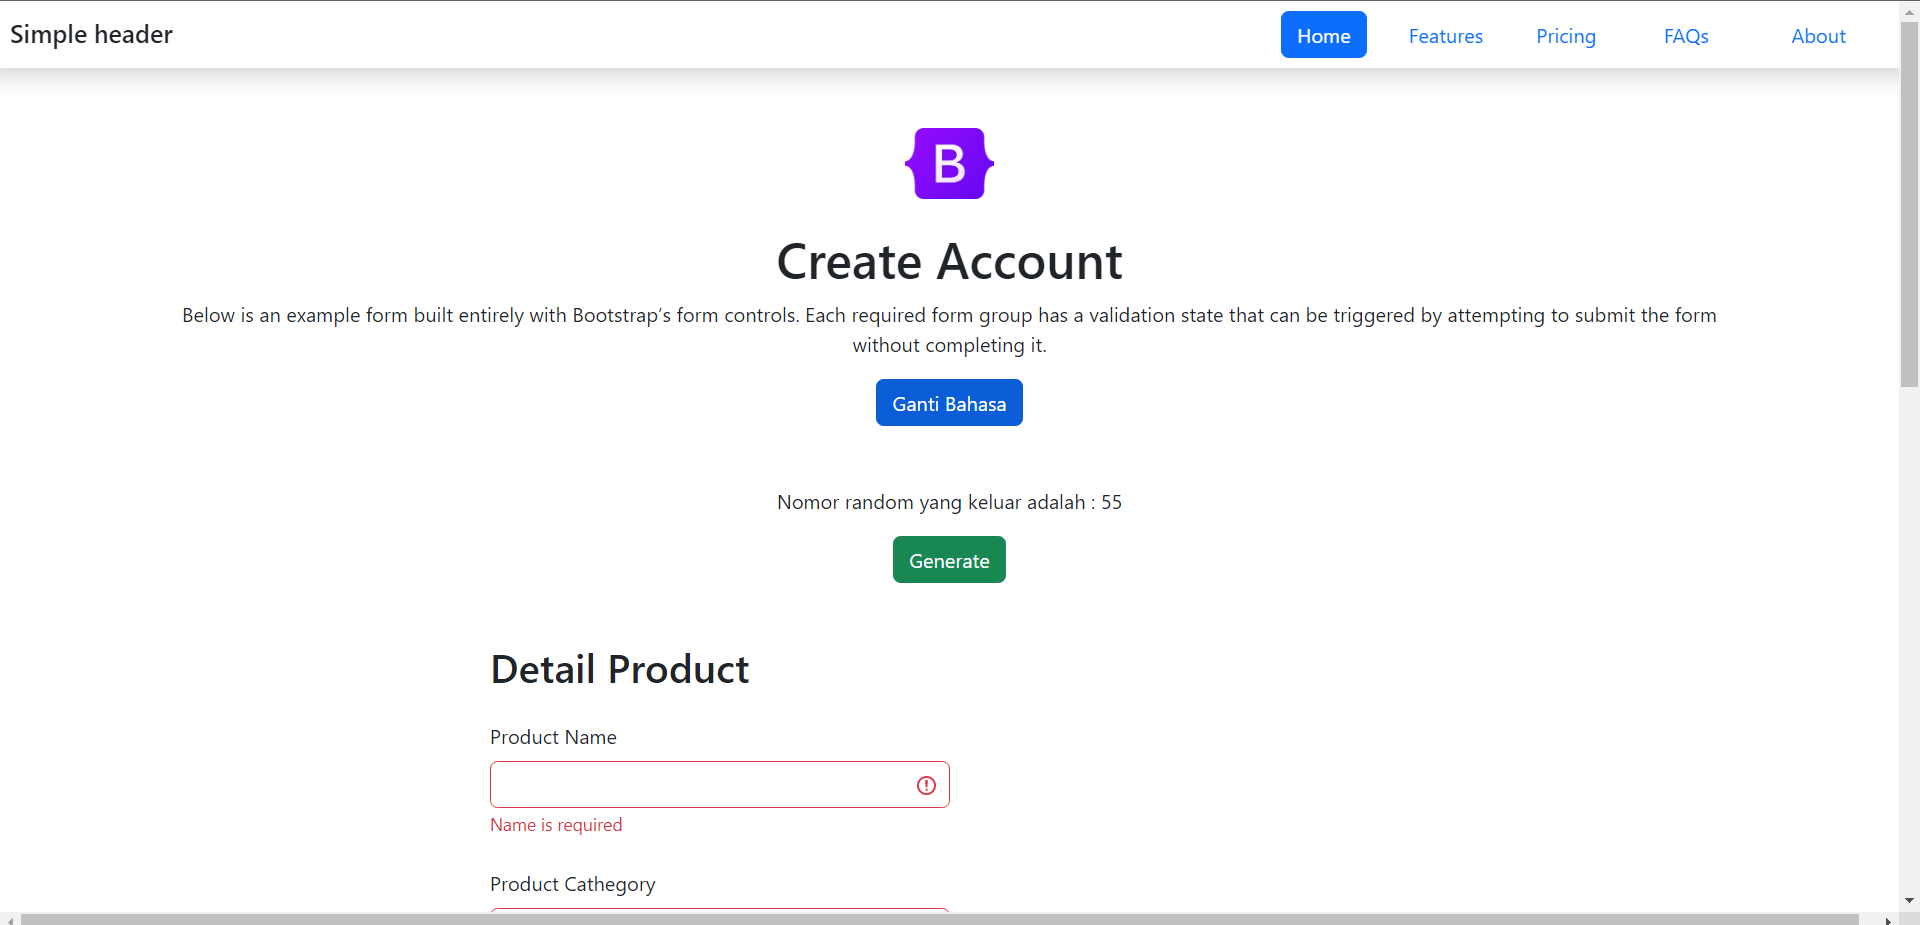 Simple header
Home
Features
Pricing
FAQs
About
B
Create Account
Below is an example form built entirely with Bootstrap’s form controls. Each required form group has a validation state that can be triggered by attempting to submit the form
without completing it.
Ganti Bahasa
Nomor random yang keluar adalah : 55
Generate
Detail Product
Product Name
Name is required
Product Cathegory